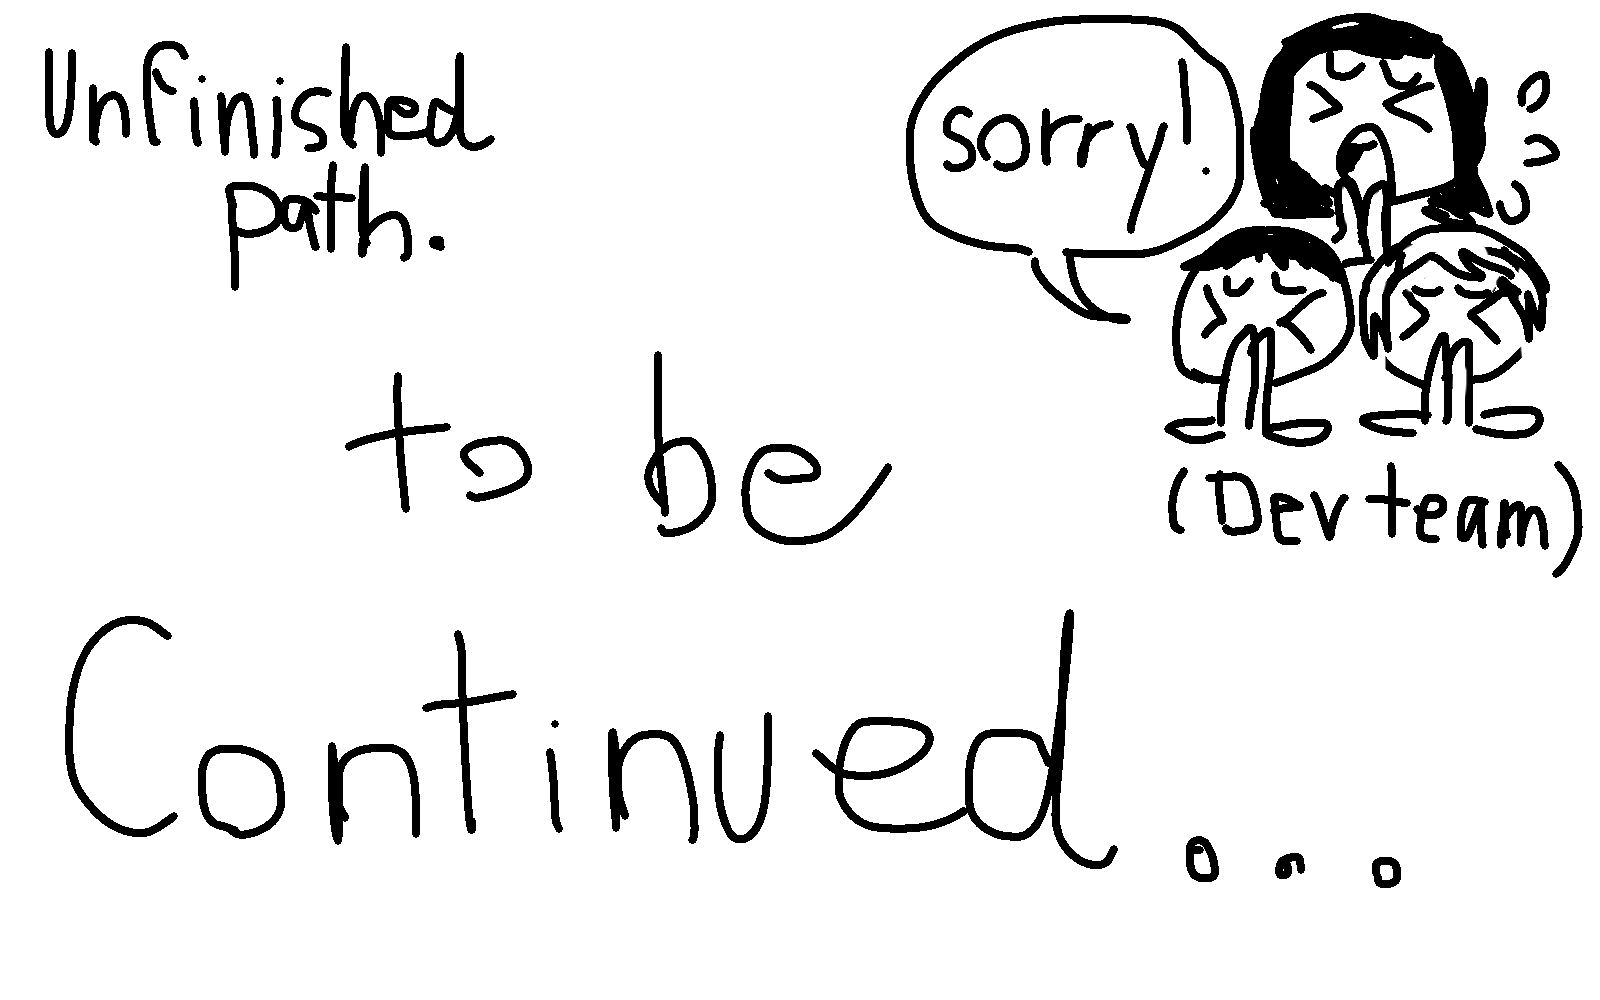 Unfinished
path.
sorry!
(Dev team)
to be
Continued...